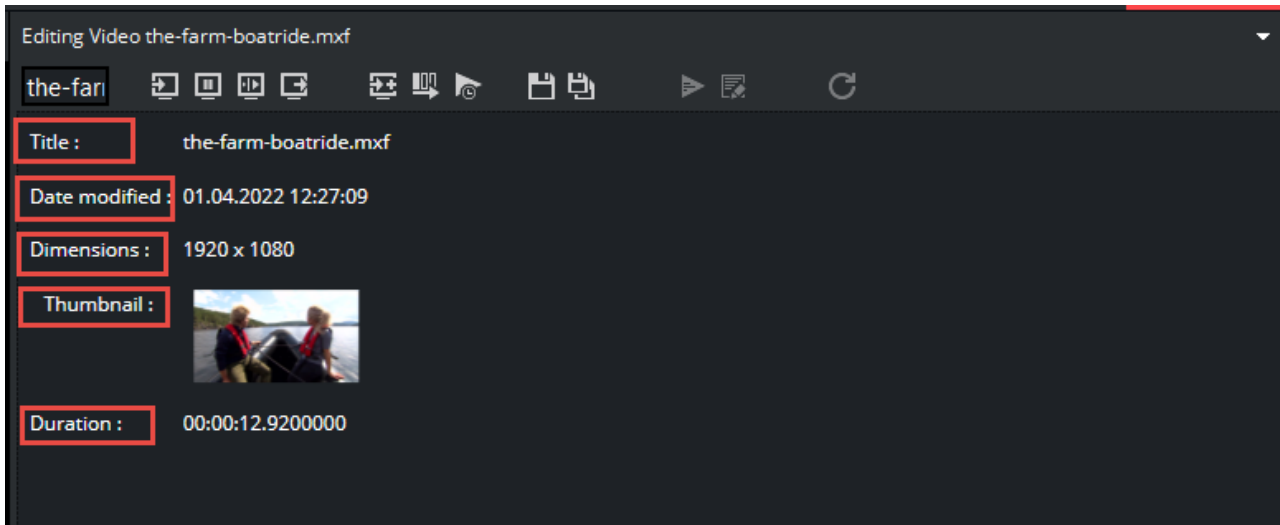 Editing Video the-farm-boatride.mxf
the-far
Title : the-farm-boatride.mxf
Date modified : 01.04.2022 12:27:09
Dimensions : 1920 x 1080
Thumbnail :
Duration : 00:00:12.9200000